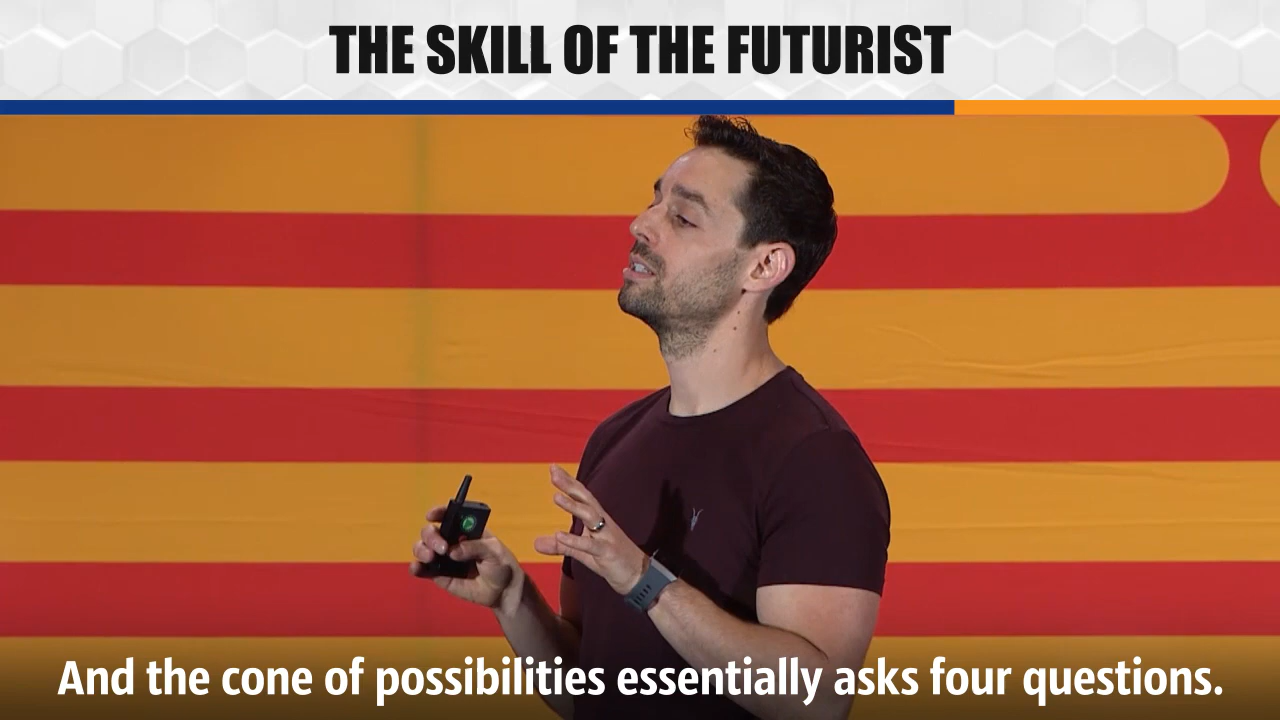 THE SKILL OF THE FUTURIST
And the cone of possibilities essentially asks four questions.